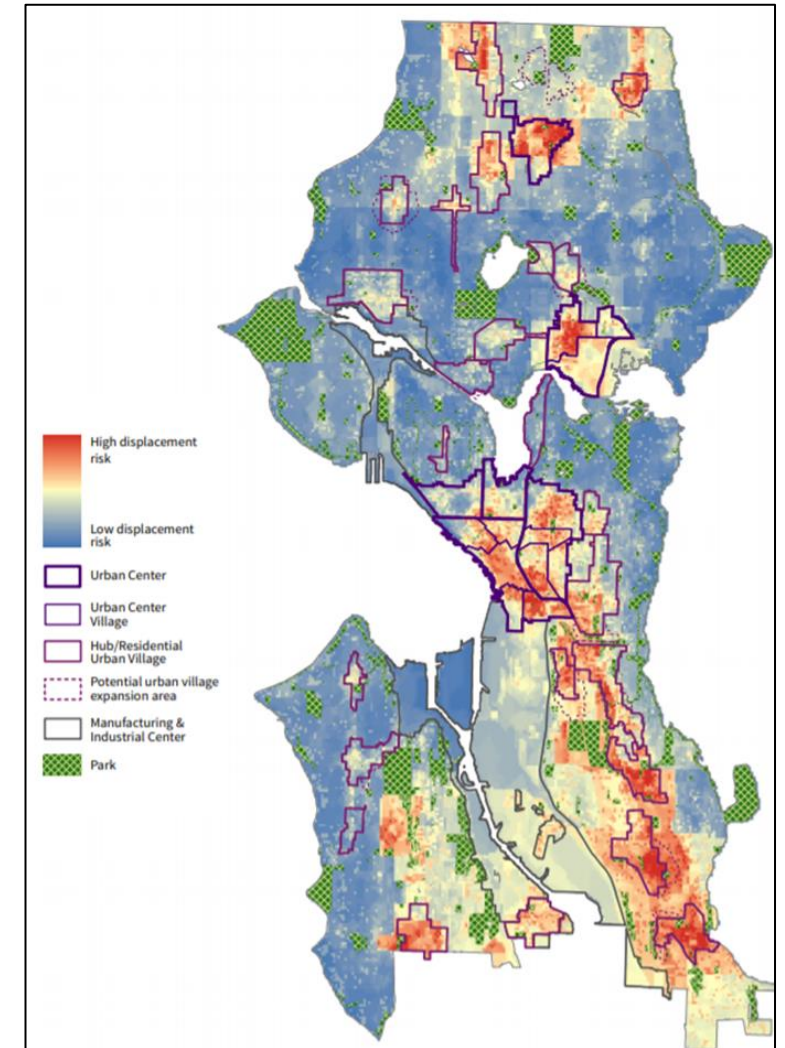 High displacement
risk
Low displacement
risk
Urban Center
Urban Center
Village
Hub/Residential
Urban Village
Potential urban village
expansion area
Manufacturing &
Industrial Center
Park